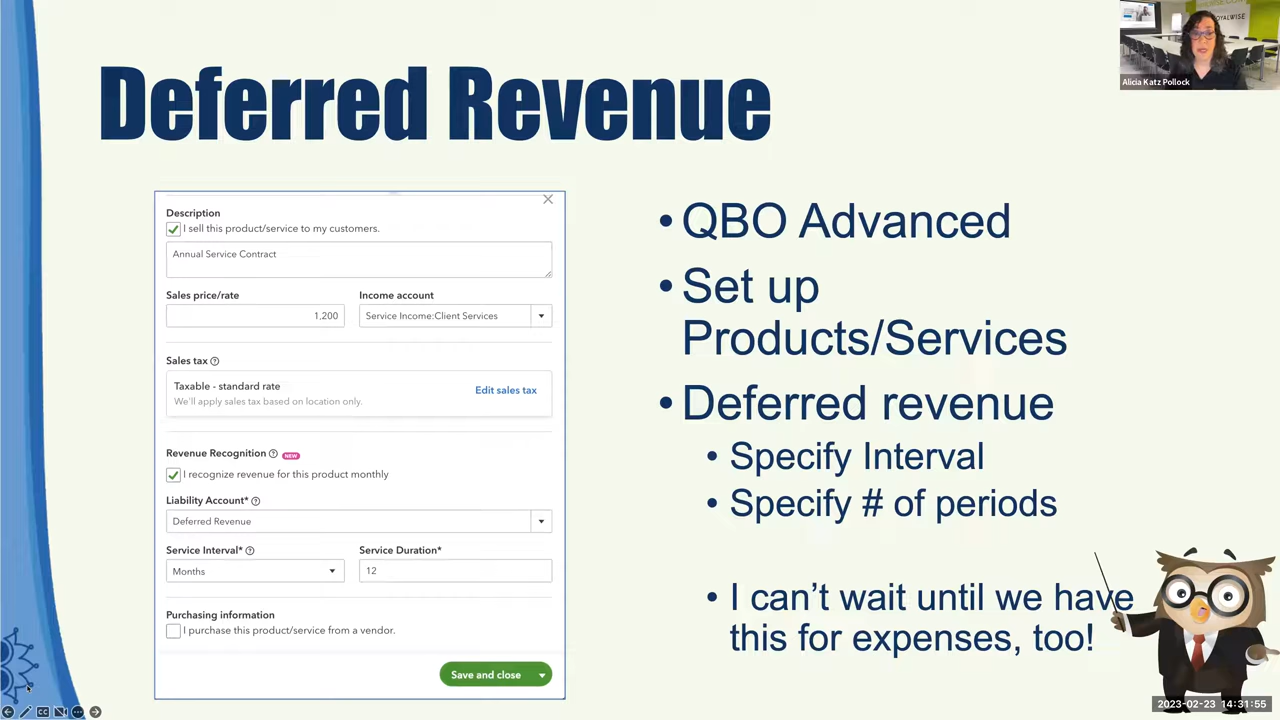 Deferred Revenue
Description
I sell this product/service to my customers.
Annual Service Contract
Sales price/rate
Income account
1,200
Service Income:Client Services
Sales tax
Taxable - standard rate
Edit sales tax
We'll apply sales tax based on location only.
Revenue Recognition
NEW
I recognize revenue for this product monthly
Liability Account*
Deferred Revenue
Service Interval*
Service Duration*
Months
12
Purchasing information
I purchase this product/service from a vendor.
Save and close
• QBO Advanced
• Set up
Products/Services
• Deferred revenue
• Specify Interval
• Specify # of periods
• I can’t wait until we have
this for expenses, too!
Alicia Katz Pollock
2023-02-23 14:31:55